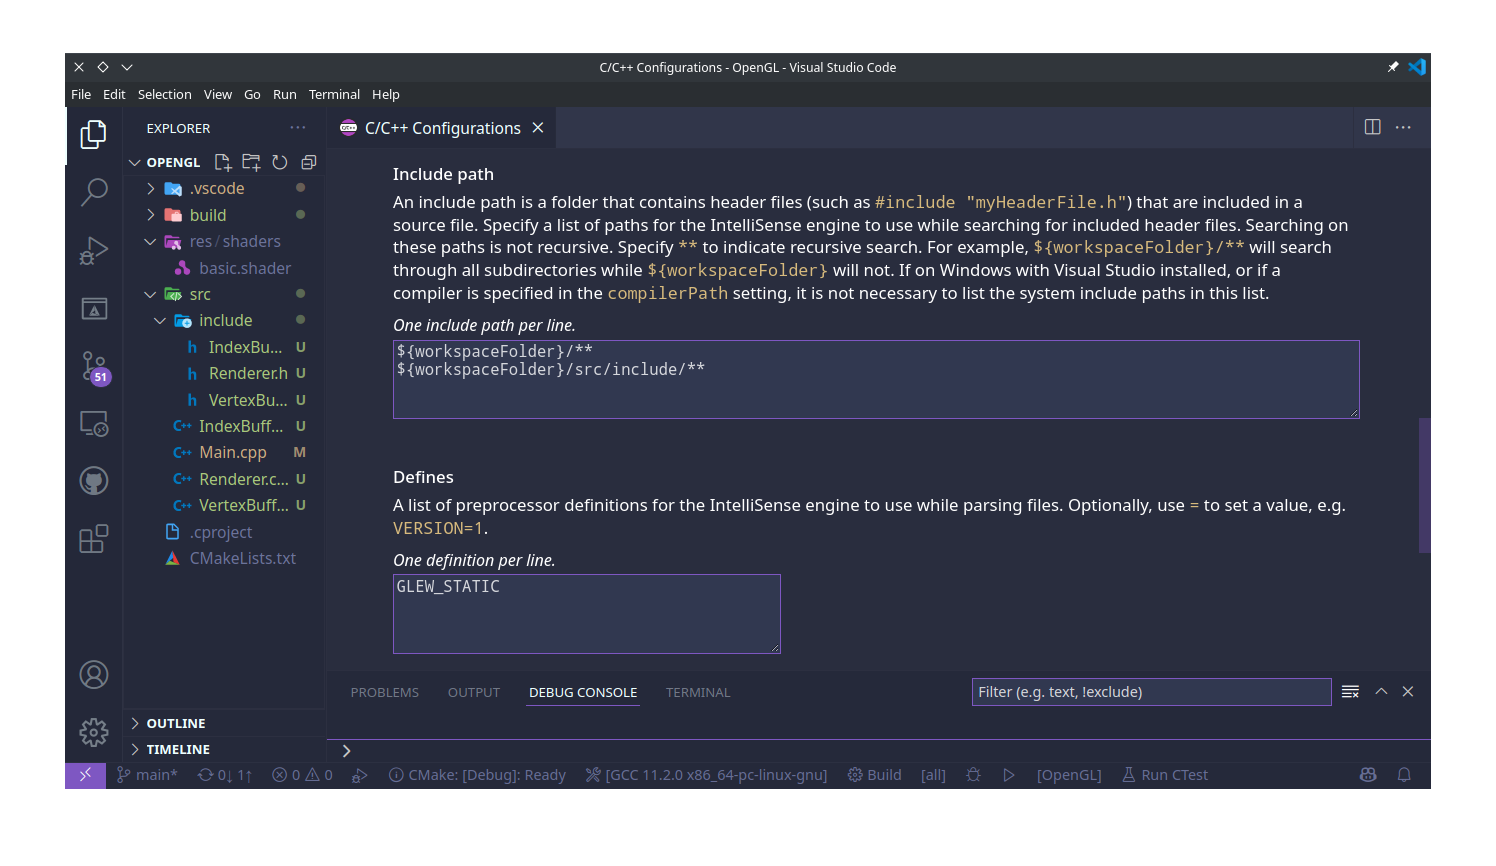 C/C++ Configurations - OpenGL - Visual Studio Code
File Edit Selection View Go Run Terminal Help
EXPLORER
OPENGL
.vscode
build
res/shaders
basic.shader
src
include
h IndexBu... U
h Renderer.h U
h VertexBu... U
C++ IndexBuff... U
C++ Main.cpp M
C++ Renderer.c... U
C++ VertexBuff... U
.cproject
CMakeLists.txt
OUTLINE
TIMELINE
51
C/C++ C/C++ Configurations
Include path
An include path is a folder that contains header files (such as #include "myHeaderFile.h") that are included in a
source file. Specify a list of paths for the IntelliSense engine to use while searching for included header files. Searching on
these paths is not recursive. Specify ** to indicate recursive search. For example, ${workspaceFolder}/** will search
through all subdirectories while ${workspaceFolder} will not. If on Windows with Visual Studio installed, or if a
compiler is specified in the compilerPath setting, it is not necessary to list the system include paths in this list.
One include path per line.
${workspaceFolder}/**
${workspaceFolder}/src/include/**
Defines
A list of preprocessor definitions for the IntelliSense engine to use while parsing files. Optionally, use = to set a value, e.g.
VERSION=1.
One definition per line.
GLEW_STATIC
PROBLEMS OUTPUT DEBUG CONSOLE TERMINAL Filter (e.g. text, !exclude)
main* 0↓ 1↑ 0 0 CMake: [Debug]: Ready [GCC 11.2.0 x86_64-pc-linux-gnu] Build [all] [OpenGL] Run CTest